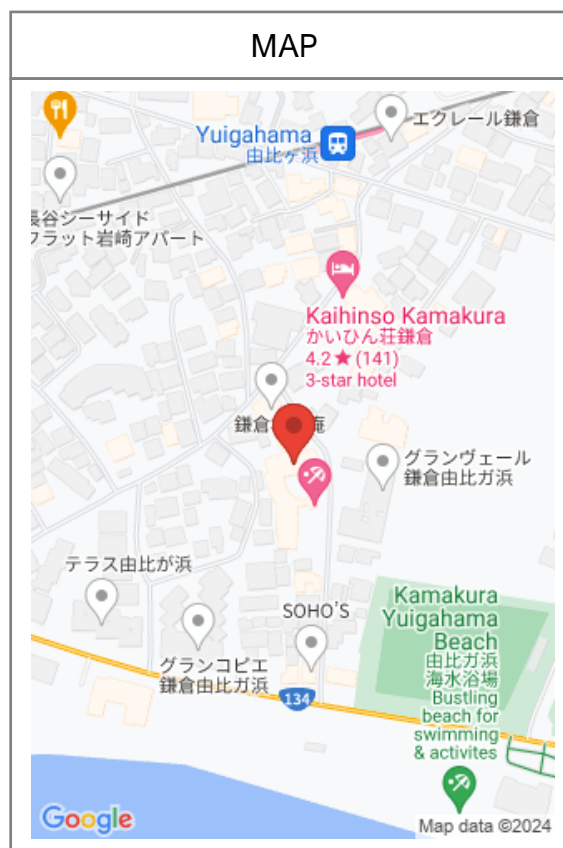 MAP
エクレール鎌倉
Yuigahama
由比ヶ浜
長谷シーサイド
フラット岩崎アパート
Kaihinso Kamakura
かいひん荘鎌倉
4.2★(141)
3-star hotel
鎌倉
庵
グランヴェール
鎌倉由比ガ浜
テラス由比が浜
Kamakura
Yuigahama
Beach
由比ガ浜
海水浴場
Bustling
beach for
swimming
& activites
SOHO'S
グランコピエ
鎌倉由比ガ浜
134
Google
Map data ©2024